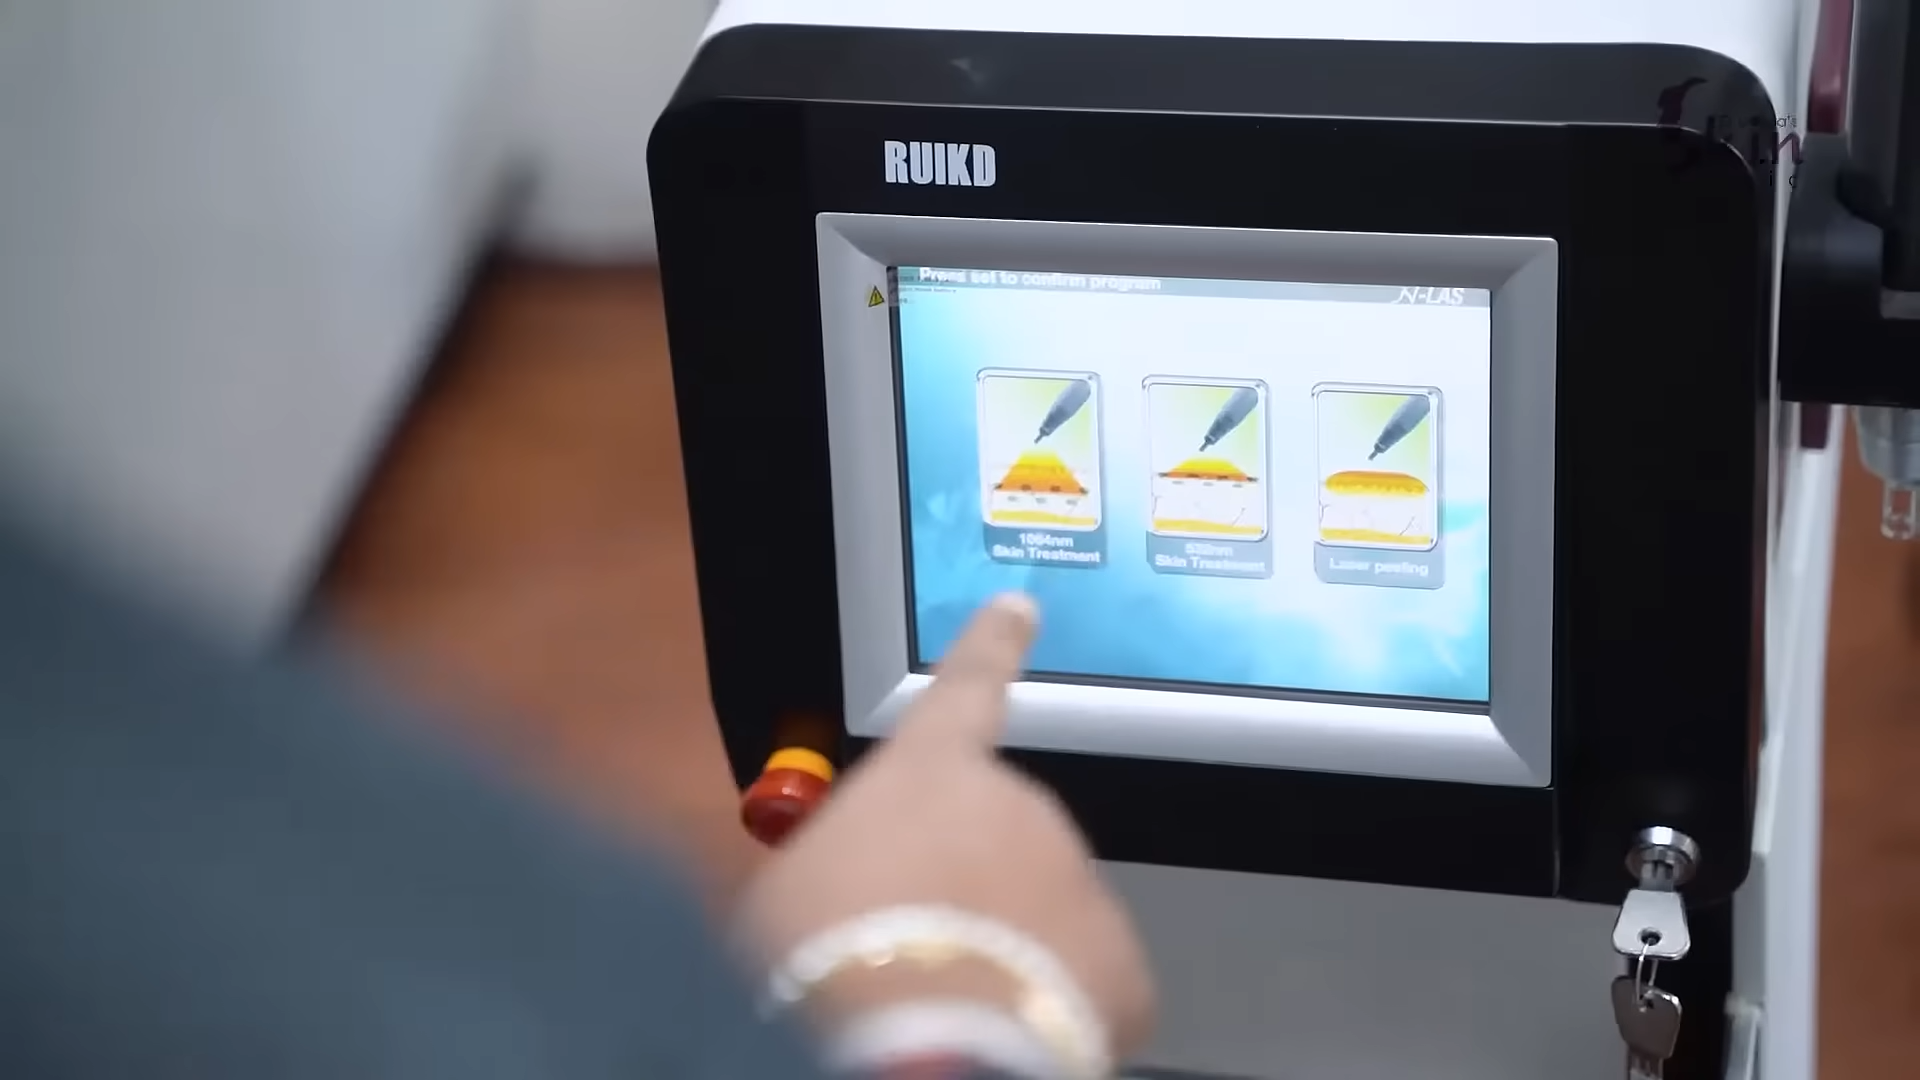 RUIKD
Press set to confirm program
N-LAS
1064nm
Skin Treatment
532nm
Skin Treatment
Laser peeling